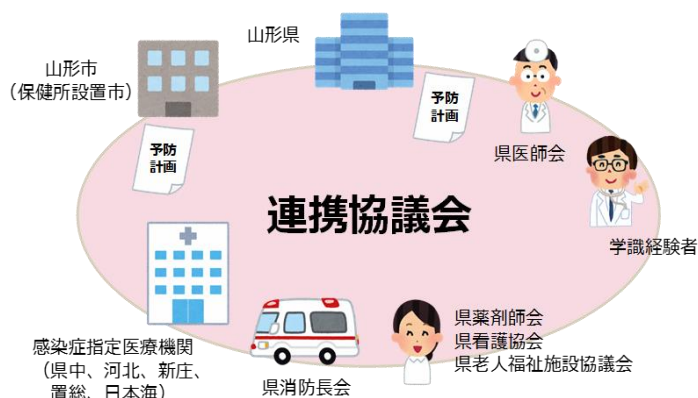 山形県
山形市
（保健所設置市）
予防
計画
予防
計画
県医師会
連携協議会
学識経験者
感染症指定医療機関
（県中、河北、新庄、
置総、日本海）
県消防長会
県薬剤師会
県看護協会
県老人福祉施設協議会